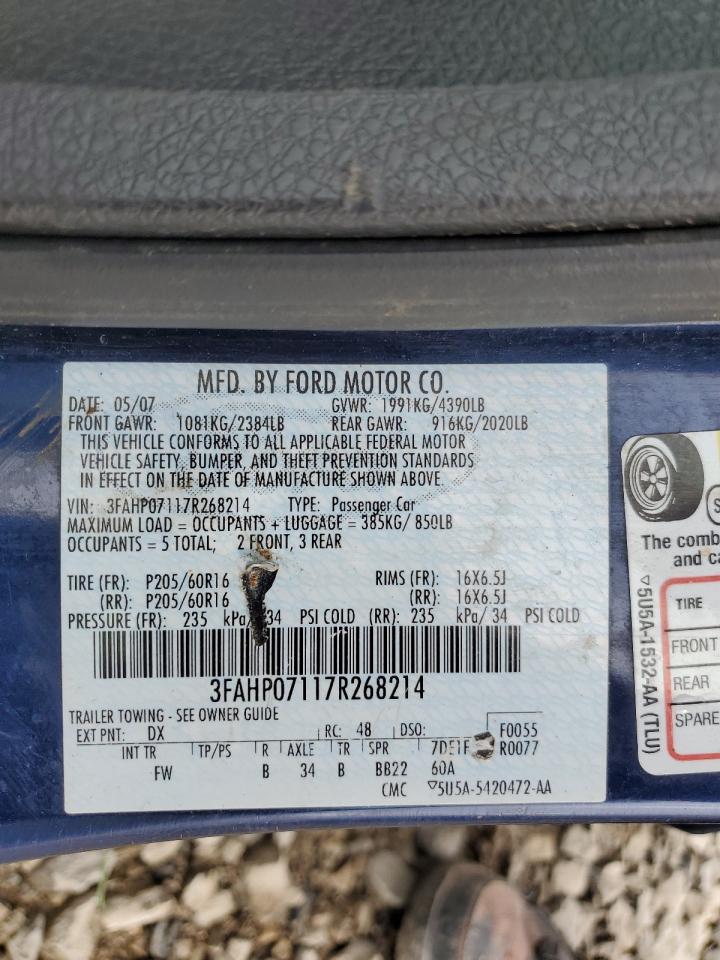 MFD. BY FORD MOTOR CO.
DATE: 05/07 GVWR: 1991KG/4390LB
FRONT GAWR: 1081KG/2384LB REAR GAWR: 916KG/2020LB
THIS VEHICLE CONFORMS TO ALL APPLICABLE FEDERAL MOTOR
VEHICLE SAFETY, BUMPER, AND THEFT PREVENTION STANDARDS
IN EFFECT ON THE DATE OF MANUFACTURE SHOWN ABOVE.
VIN: 3FAHP07117R268214 TYPE: Passenger Car
MAXIMUM LOAD = OCCUPANTS + LUGGAGE = 385KG/ 850LB
OCCUPANTS = 5 TOTAL; 2 FRONT, 3 REAR
TIRE (FR): P205/60R16 RIMS (FR): 16X6.5J
(RR): P205/60R16 (RR): 16X6.5J
PRESSURE (FR): 235 kPa/ 34 PSI COLD (RR): 235 kPa/ 34 PSI COLD
3FAHP07117R268214
TRAILER TOWING - SEE OWNER GUIDE
EXT PNT: DX RC: 48 DSO: F0055
INT TR TP/PS R AXLE TR SPR 7DE1F R0077
FW B 34 B BB22 60A
CMC ▽5U5A-5420472-AA
The comb
and ca
TIRE
FRONT
REAR
SPARE
▽5U5A-1532-AA (TLU)